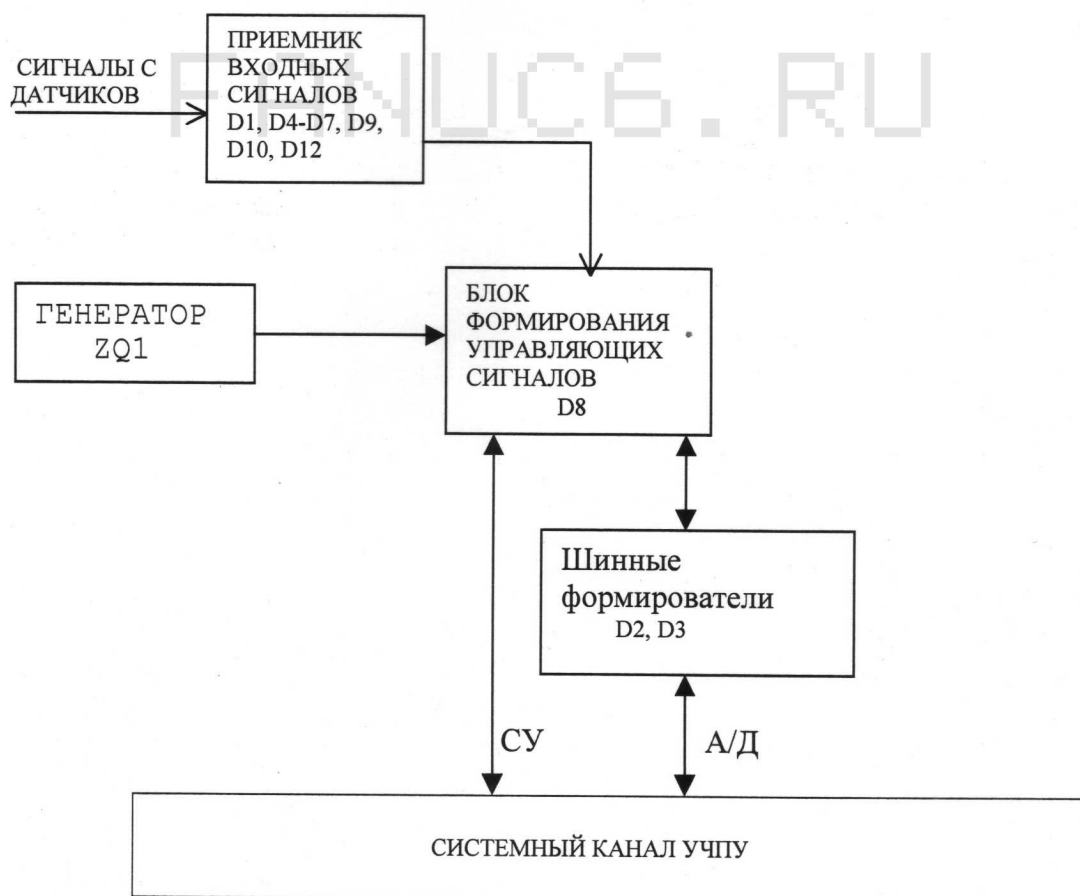 FANUC6.RU
СИГНАЛЫ С
ДАТЧИКОВ
ПРИЕМНИК
ВХОДНЫХ
СИГНАЛОВ
D1, D4-D7, D9,
D10, D12
ГЕНЕРАТОР
ZQ1
БЛОК
ФОРМИРОВАНИЯ
УПРАВЛЯЮЩИХ
СИГНАЛОВ
D8
Шинные
формирователи
D2, D3
СУ
А/Д
СИСТЕМНЫЙ КАНАЛ УЧПУ